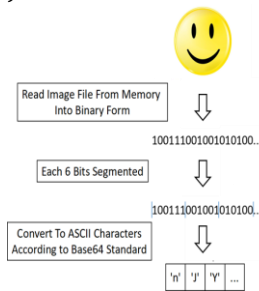 Read Image File From Memory
Into Binary Form
100111001001010100..
Each 6 Bits Segmented
100111001001010100..
Convert To ASCII Characters
According to Base64 Standard
'n' 'J' 'Y' ...